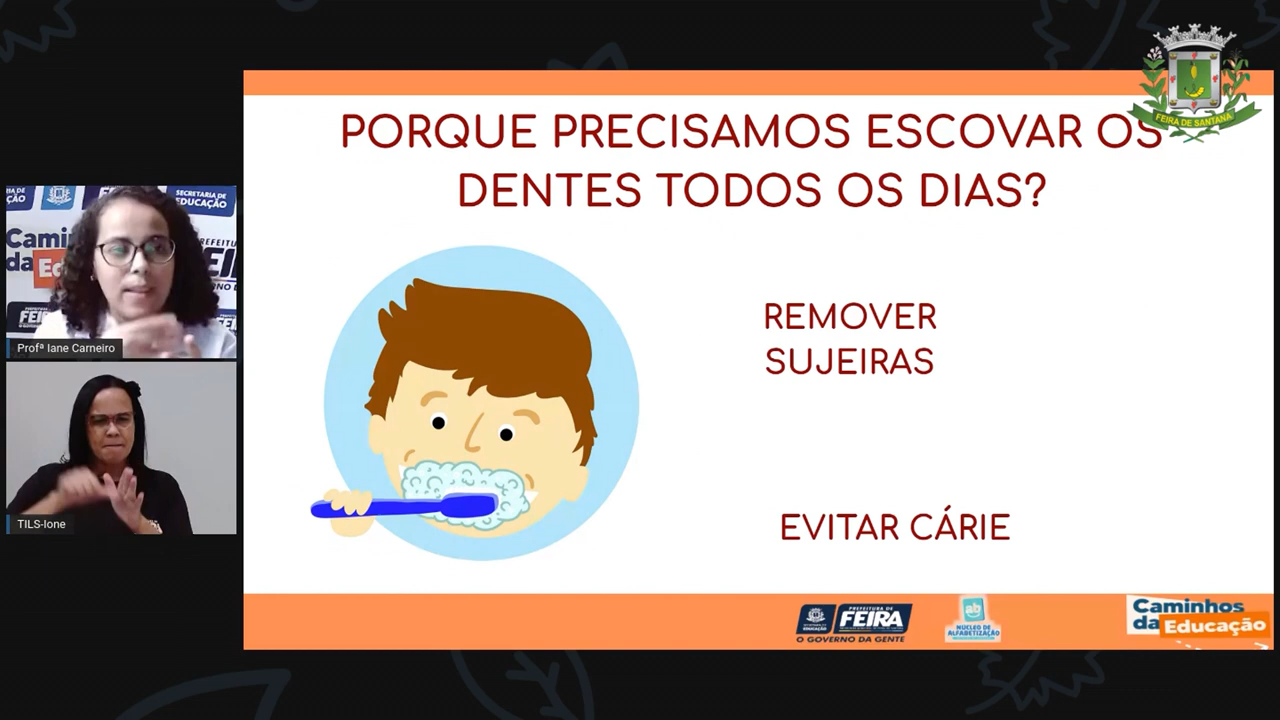 FEIRA DE SANTANA
PORQUE PRECISAMOS ESCOVAR OS
DENTES TODOS OS DIAS?
REMOVER
SUJEIRAS
EVITAR CÁRIE
SECRETARIA DE
EDUCAÇÃO
Profª Iane Carneiro
TILS-Ione
PREFEITURA DE
FEIRA
O GOVERNO DA GENTE
NÚCLEO DE
ALFABETIZAÇÃO
Caminhos
da Educação